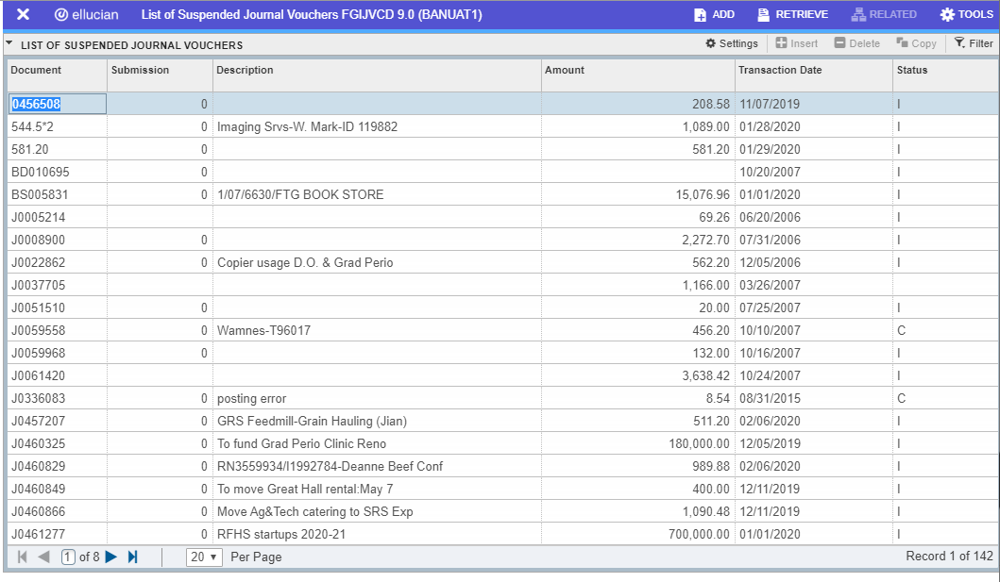 ✕ ellucian List of Suspended Journal Vouchers FGIJVCD 9.0 (BANUAT1) ADD RETRIEVE RELATED TOOLS
LIST OF SUSPENDED JOURNAL VOUCHERS Settings Insert Delete Copy Filter
Document Submission Description Amount Transaction Date Status
0456508 0 208.58 11/07/2019 I
544.5*2 0 Imaging Srvs-W. Mark-ID 119882 1,089.00 01/28/2020 I
581.20 0 581.20 01/29/2020 I
BD010695 0 10/20/2007 I
BS005831 0 1/07/6630/FTG BOOK STORE 15,076.96 01/01/2020 I
J0005214 69.26 06/20/2006 I
J0008900 0 2,272.70 07/31/2006 I
J0022862 0 Copier usage D.O. & Grad Perio 562.20 12/05/2006 I
J0037705 1,166.00 03/26/2007
J0051510 0 20.00 07/25/2007 I
J0059558 0 Wamnes-T96017 456.20 10/10/2007 C
J0059968 0 132.00 10/16/2007 I
J0061420 3,638.42 10/24/2007 I
J0336083 0 posting error 8.54 08/31/2015 C
J0457207 0 GRS Feedmill-Grain Hauling (Jian) 511.20 02/06/2020 I
J0460325 0 To fund Grad Perio Clinic Reno 180,000.00 12/05/2019 I
J0460829 0 RN3559934/I1992784-Deanne Beef Conf 989.88 02/06/2020 I
J0460849 0 To move Great Hall rental:May 7 400.00 12/11/2019 I
J0460866 0 Move Ag&Tech catering to SRS Exp 1,090.48 12/11/2019 I
J0461277 0 RFHS startups 2020-21 700,000.00 01/01/2020 I
1 of 8 20 Per Page Record 1 of 142